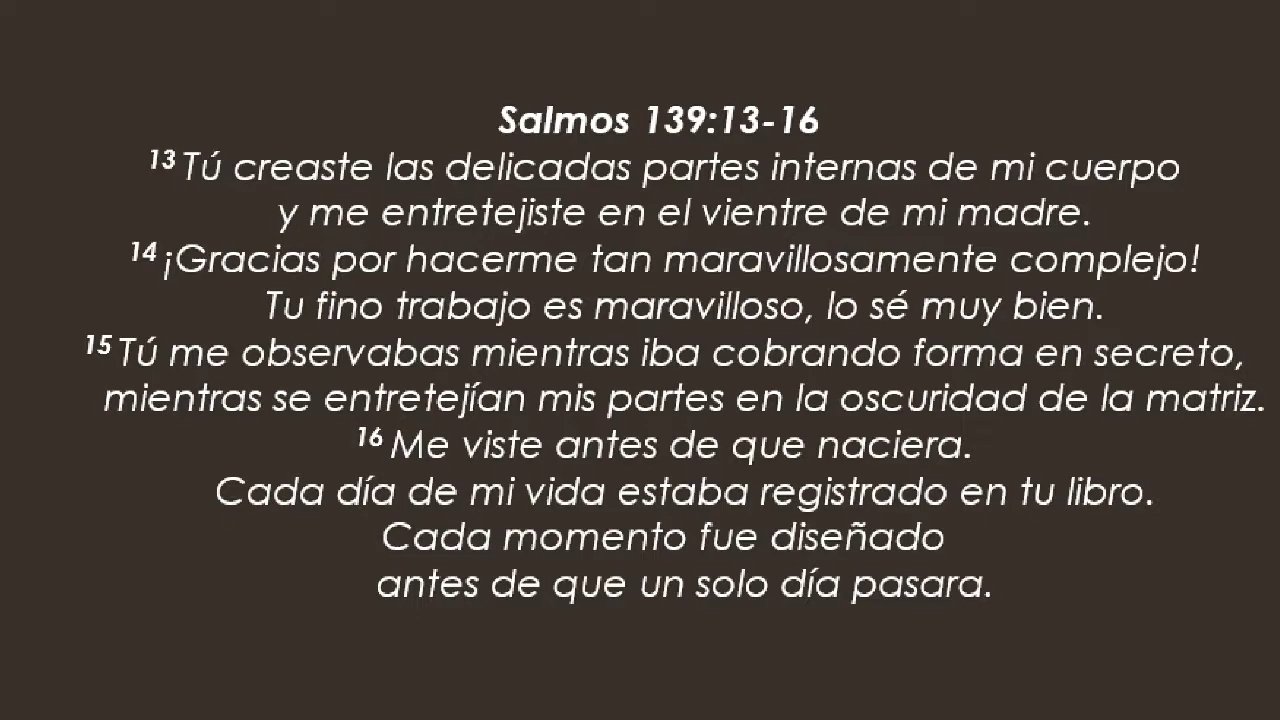 Salmos 139:13-16
13 Tú creaste las delicadas partes internas de mi cuerpo
y me entretejiste en el vientre de mi madre.
14 ¡Gracias por hacerme tan maravillosamente complejo!
Tu fino trabajo es maravilloso, lo sé muy bien.
15 Tú me observabas mientras iba cobrando forma en secreto,
mientras se entretejían mis partes en la oscuridad de la matriz.
16 Me viste antes de que naciera.
Cada día de mi vida estaba registrado en tu libro.
Cada momento fue diseñado
antes de que un solo día pasara.